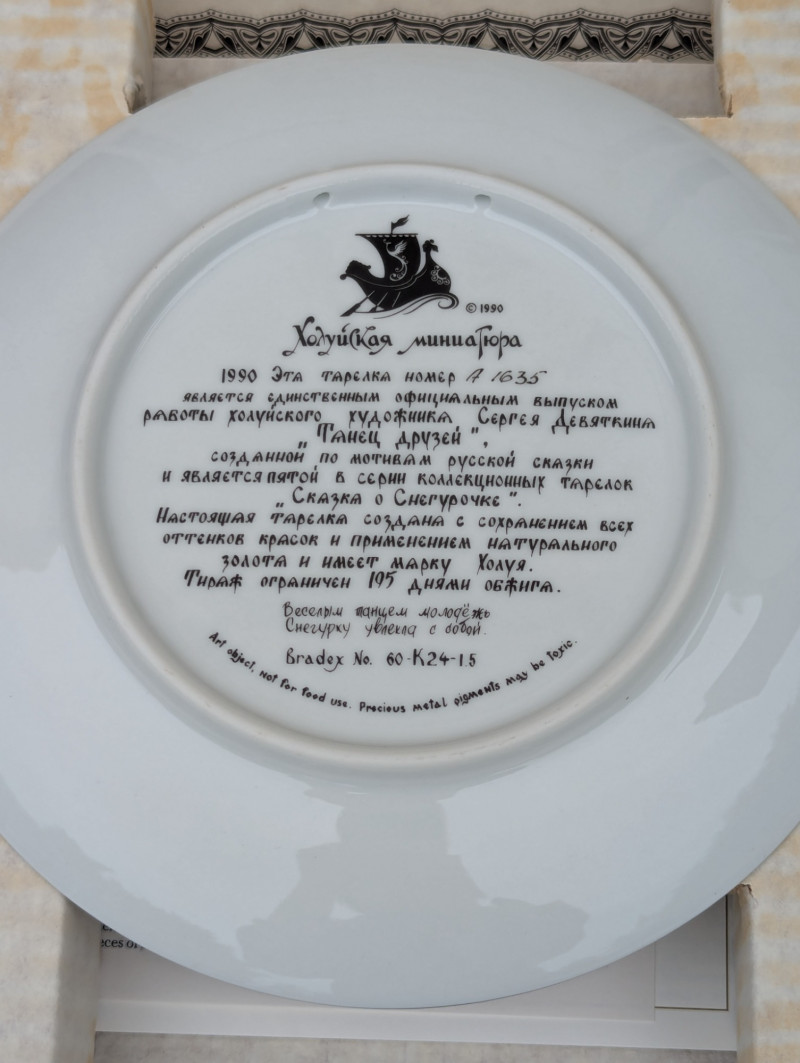 © 1990
Холуйская миниатюра
1990 Эта тарелка номер A 1635
является единственным официальным выпуском
работы холуйского художника Сергея Девяткина
„Танец друзей",
созданной по мотивам русской сказки
и является пятой в серии коллекционных тарелок
„Сказка о Снегурочке".
Настоящая тарелка создана с сохранением всех
оттенков красок и применением натурального
золота и имеет марку Холуя.
Тираж ограничен 195 днями обжига.
Веселым танцем молодёжь
Снегурку увлекла с собой.
Bradex No. 60-K24-1.5
Art object, not for food use. Precious metal pigments may be toxic.